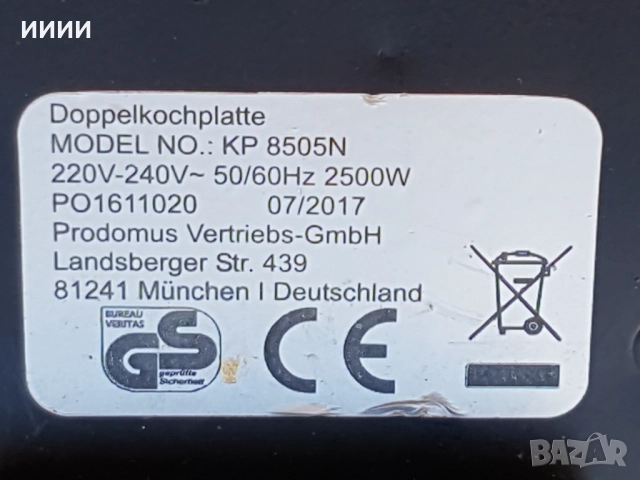 ииии
Doppelkochplatte
MODEL NO.: KP 8505N
220V-240V~ 50/60Hz 2500W
PO1611020 07/2017
Prodomus Vertriebs-GmbH
Landsberger Str. 439
81241 München I Deutschland
BUREAU
VERITAS
GS
geprüfte
Sicherheit
CE
BAZAR